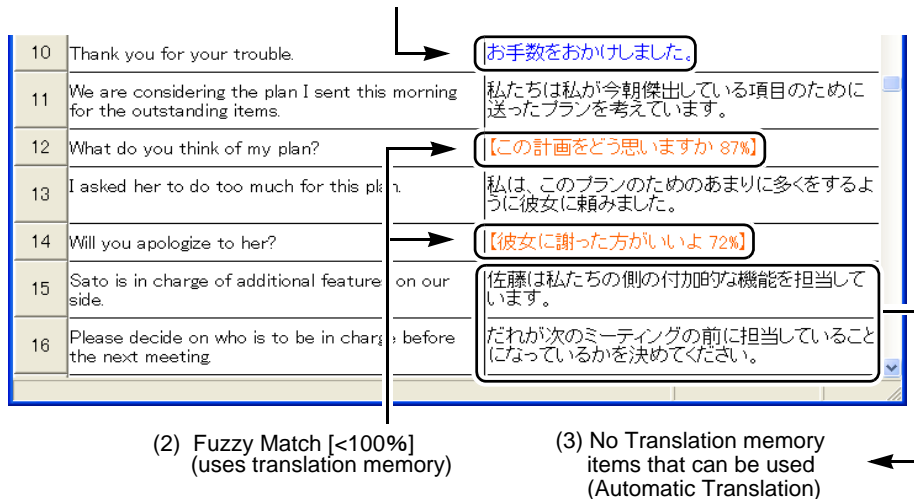 10 Thank you for your trouble. お手数をおかけしました。
11 We are considering the plan I sent this morning 私たちは私が今朝傑出している項目のために
for the outstanding items. 送ったプランを考えています。
12 What do you think of my plan? 【この計画をどう思いますか 87%】
13 I asked her to do too much for this plan. 私は、このプランのためのあまりに多くをするよ
うに彼女に頼みました。
14 Will you apologize to her? 【彼女に謝った方がいいよ 72%】
15 Sato is in charge of additional features on our 佐藤は私たちの側の付加的な機能を担当して
side. います。
16 Please decide on who is to be in charge before だれが次のミーティングの前に担当していること
the next meeting. になっているかを決めてください。
(2) Fuzzy Match [<100%]
(uses translation memory)
(3) No Translation memory
items that can be used
(Automatic Translation)